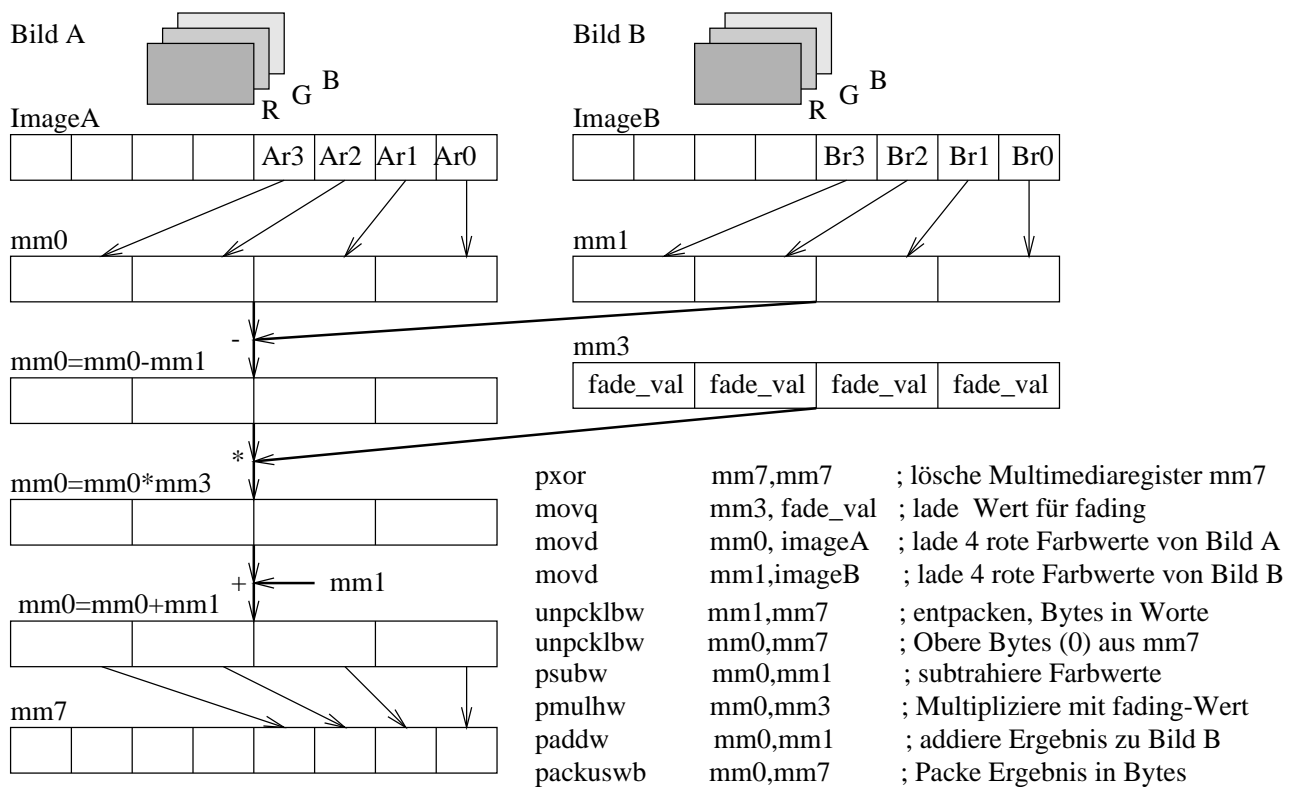 Bild A
Bild B
R G B
R G B
ImageA
ImageB
Ar3 Ar2 Ar1 Ar0
Br3 Br2 Br1 Br0
mm0
mm1
-
mm0=mm0-mm1
mm3
fade_val fade_val fade_val fade_val
*
mm0=mm0*mm3
+ mm1
mm0=mm0+mm1
mm7
pxor mm7,mm7 ; lösche Multimediaregister mm7
movq mm3, fade_val ; lade Wert für fading
movd mm0, imageA ; lade 4 rote Farbwerte von Bild A
movd mm1,imageB ; lade 4 rote Farbwerte von Bild B
unpcklbw mm1,mm7 ; entpacken, Bytes in Worte
unpcklbw mm0,mm7 ; Obere Bytes (0) aus mm7
psubw mm0,mm1 ; subtrahiere Farbwerte
pmulhw mm0,mm3 ; Multipliziere mit fading-Wert
paddw mm0,mm1 ; addiere Ergebnis zu Bild B
packuswb mm0,mm7 ; Packe Ergebnis in Bytes